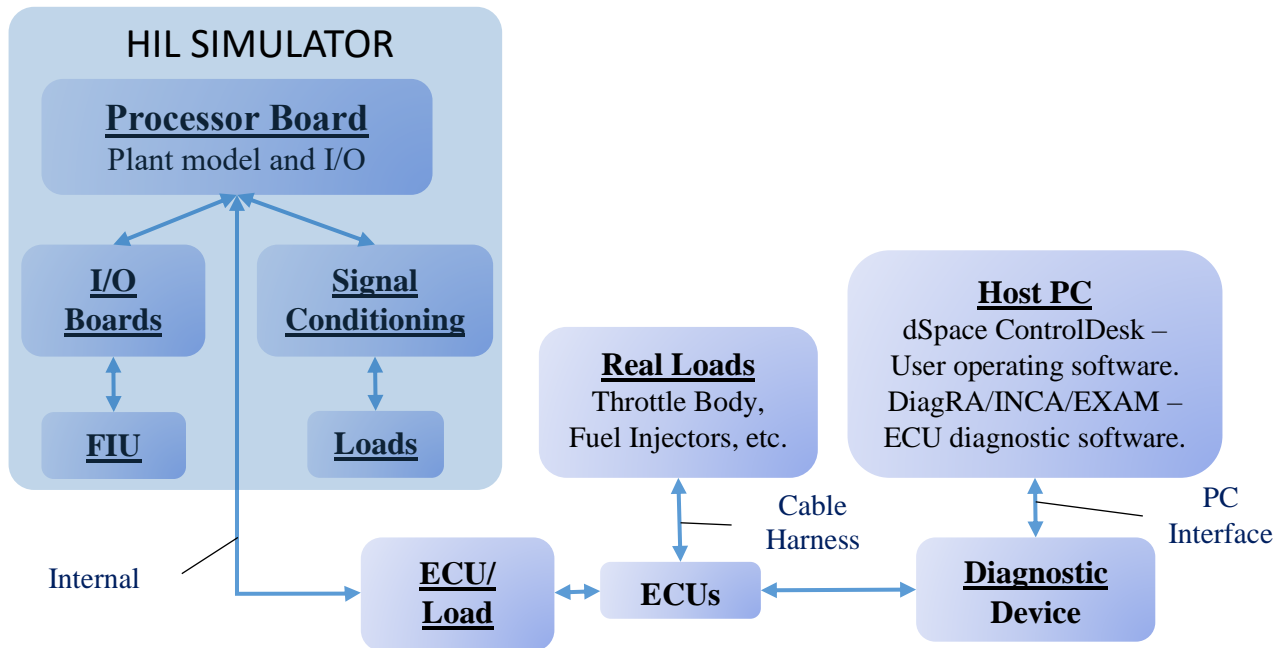 HIL SIMULATOR
Processor Board
Plant model and I/O
I/O
Boards
Signal
Conditioning
FIU
Loads
Real Loads
Throttle Body,
Fuel Injectors, etc.
Host PC
dSpace ControlDesk –
User operating software.
DiagRA/INCA/EXAM –
ECU diagnostic software.
Cable
Harness
PC
Interface
Internal
ECU/
Load
ECUs
Diagnostic
Device